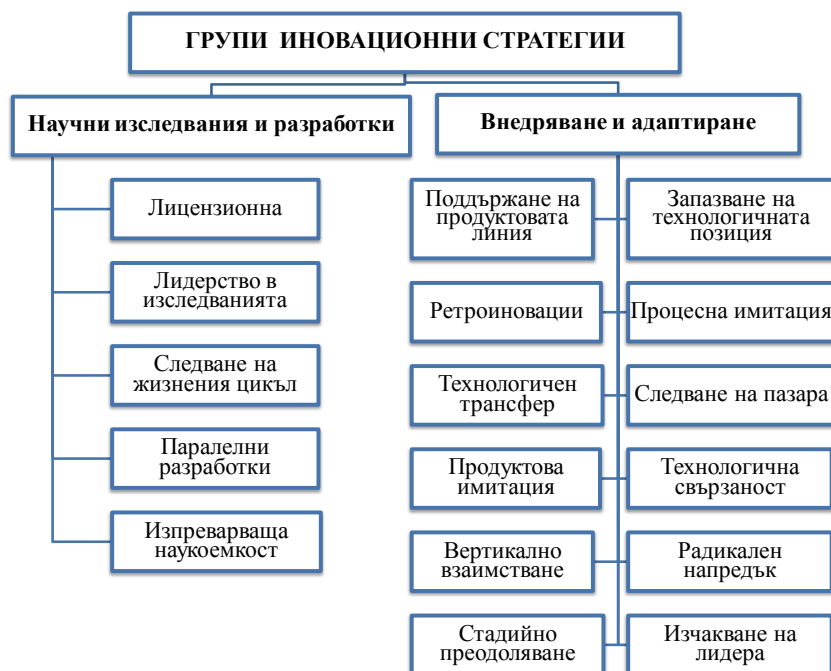 ГРУПИ ИНОВАЦИОННИ СТРАТЕГИИ
Научни изследвания и разработки
Внедряване и адаптиране
Лицензионна
Лидерство в
изследванията
Следване на
жизнения цикъл
Паралелни
разработки
Изпреварваща
наукоемкост
Поддържане на
продуктовата
линия
Запазване на
технологичната
позиция
Ретроиновации
Процесна имитация
Технологичен
трансфер
Следване на пазара
Продуктова
имитация
Технологична
свързаност
Вертикално
взаимстване
Радикален
напредък
Стадийно
преодоляване
Изчакване на
лидера